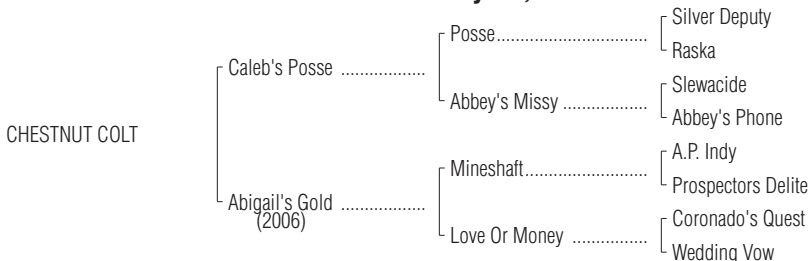 Silver Deputy
Posse
Raska
Caleb's Posse
Slewacide
Abbey's Missy
Abbey's Phone
CHESTNUT COLT
A.P. Indy
Mineshaft
Prospectors Delite
Abigail's Gold
(2006)
Coronado's Quest
Love Or Money
Wedding Vow